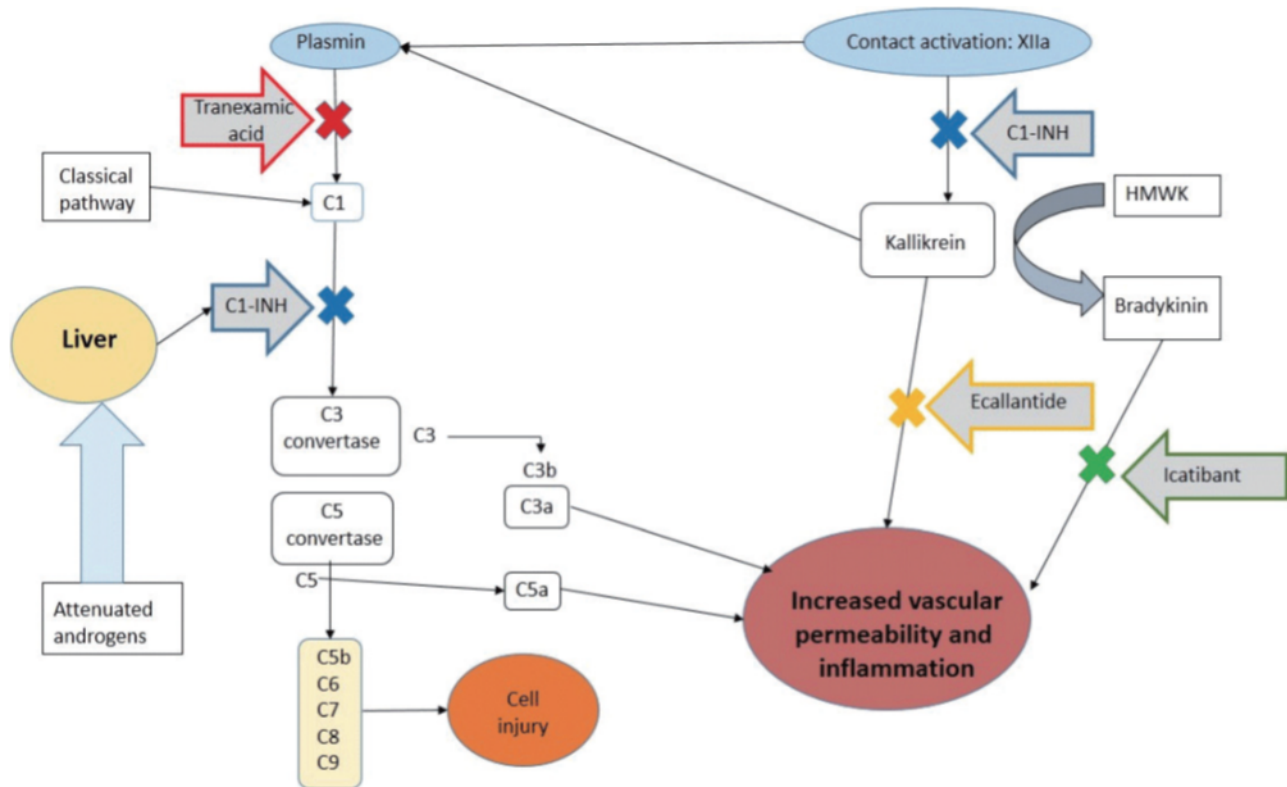 Plasmin
Contact activation: XIIa
Tranexamic
acid
C1-INH
Classical
pathway
C1
HMWK
Kallikrein
C1-INH
Liver
Bradykinin
C3
convertase
C3
C3b
C3a
Ecallantide
Icatibant
C5
convertase
C5
C5a
Attenuated
androgens
Increased vascular
permeability and
inflammation
C5b
C6
C7
C8
C9
Cell
injury